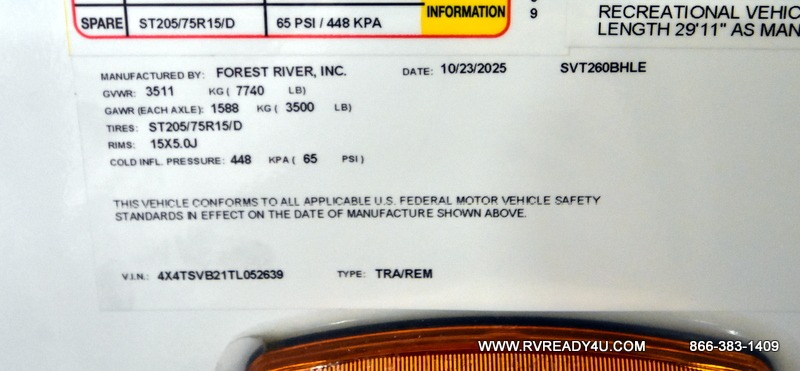 SPARE ST205/75R15/D 65 PSI / 448 KPA INFORMATION 9
RECREATIONAL VEHIC
LENGTH 29'11" AS MAN
MANUFACTURED BY: FOREST RIVER, INC. DATE: 10/23/2025 SVT260BHLE
GVWR: 3511 KG ( 7740 LB)
GAWR (EACH AXLE): 1588 KG ( 3500 LB)
TIRES: ST205/75R15/D
RIMS: 15X5.0J
COLD INFL. PRESSURE: 448 KPA ( 65 PSI )
THIS VEHICLE CONFORMS TO ALL APPLICABLE U.S. FEDERAL MOTOR VEHICLE SAFETY
STANDARDS IN EFFECT ON THE DATE OF MANUFACTURE SHOWN ABOVE.
V.I.N.: 4X4TSVB21TL052639 TYPE: TRA/REM
WWW.RVREADY4U.COM 866-383-1409